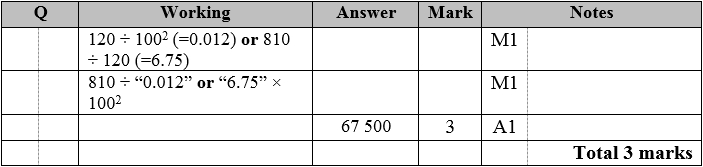 Q Working Answer Mark Notes
120 ÷ 100² (=0.012) or 810 M1
÷ 120 (=6.75)
810 ÷ “0.012” or “6.75” × M1
100²
67 500 3 A1
Total 3 marks